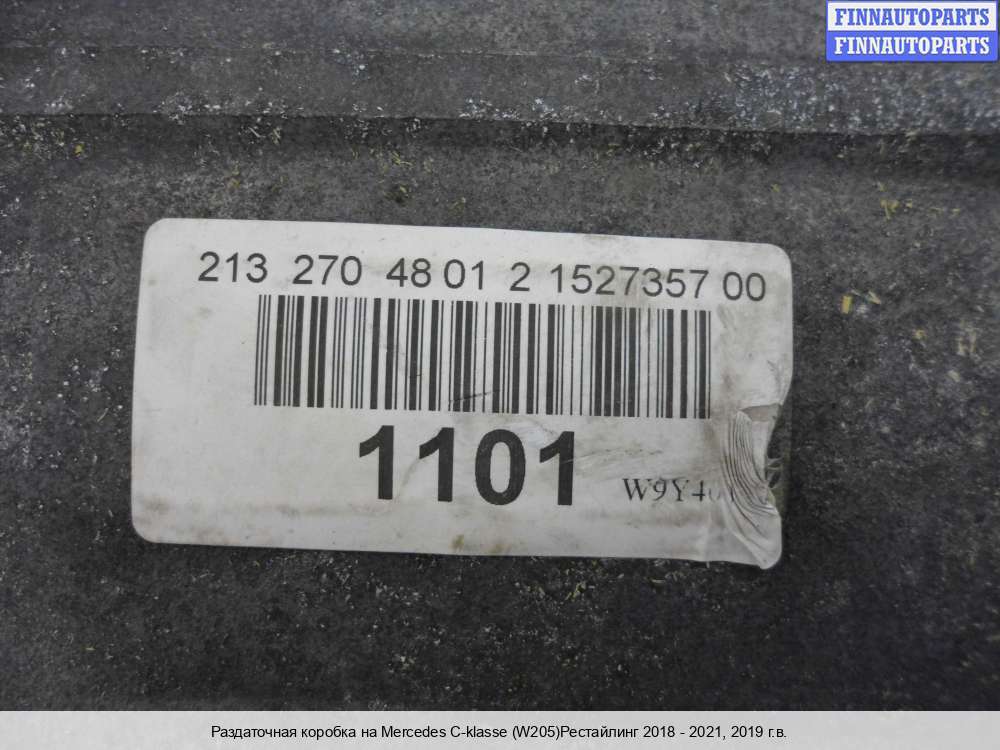 FINNAUTOPARTS
FINNAUTOPARTS
213 270 48 01 2 1527357 00
1101
Раздаточная коробка на Mercedes C-klasse (W205)Рестайлинг 2018 - 2021, 2019 г.в.